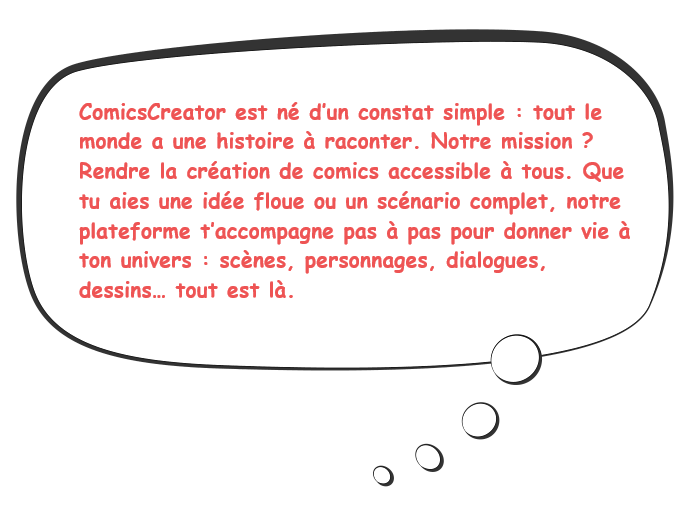 ComicsCreator est né d’un constat simple : tout le
monde a une histoire à raconter. Notre mission ?
Rendre la création de comics accessible à tous. Que
tu aies une idée floue ou un scénario complet, notre
plateforme t’accompagne pas à pas pour donner vie à
ton univers : scènes, personnages, dialogues,
dessins… tout est là.